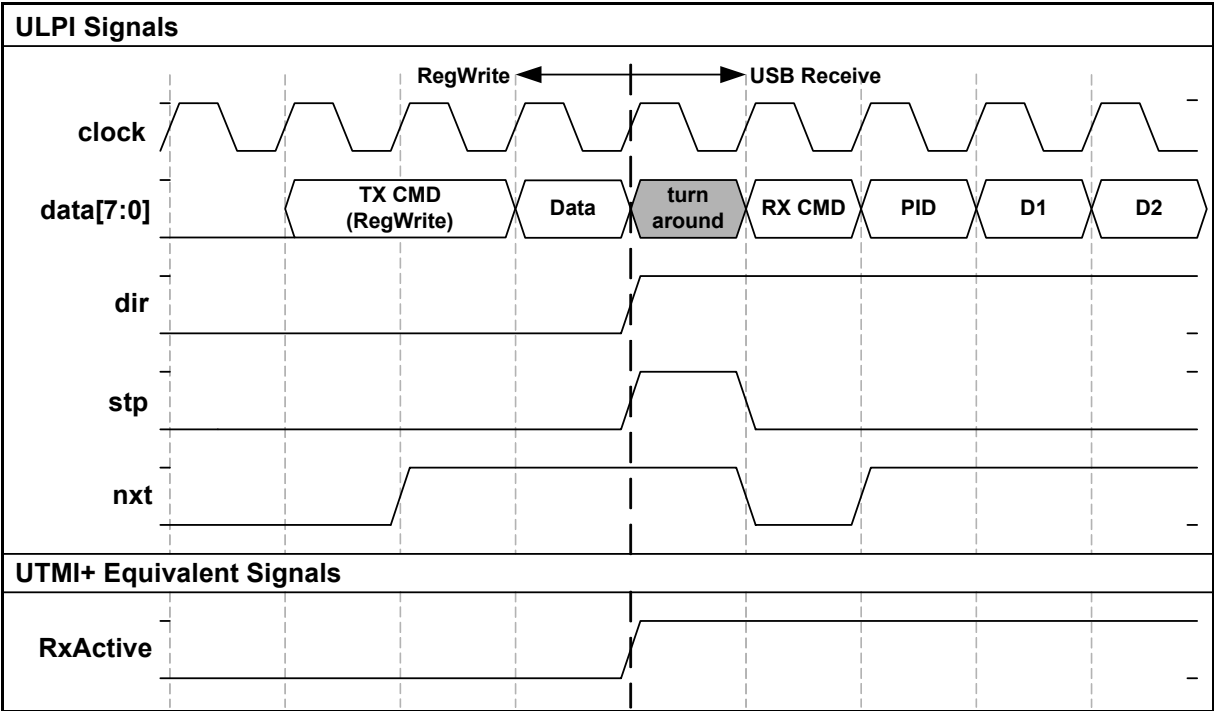 ULPI Signals
RegWrite USB Receive
clock
data[7:0]
TX CMD
(RegWrite)
Data
turn
around
RX CMD
PID
D1
D2
dir
stp
nxt
UTMI+ Equivalent Signals
RxActive